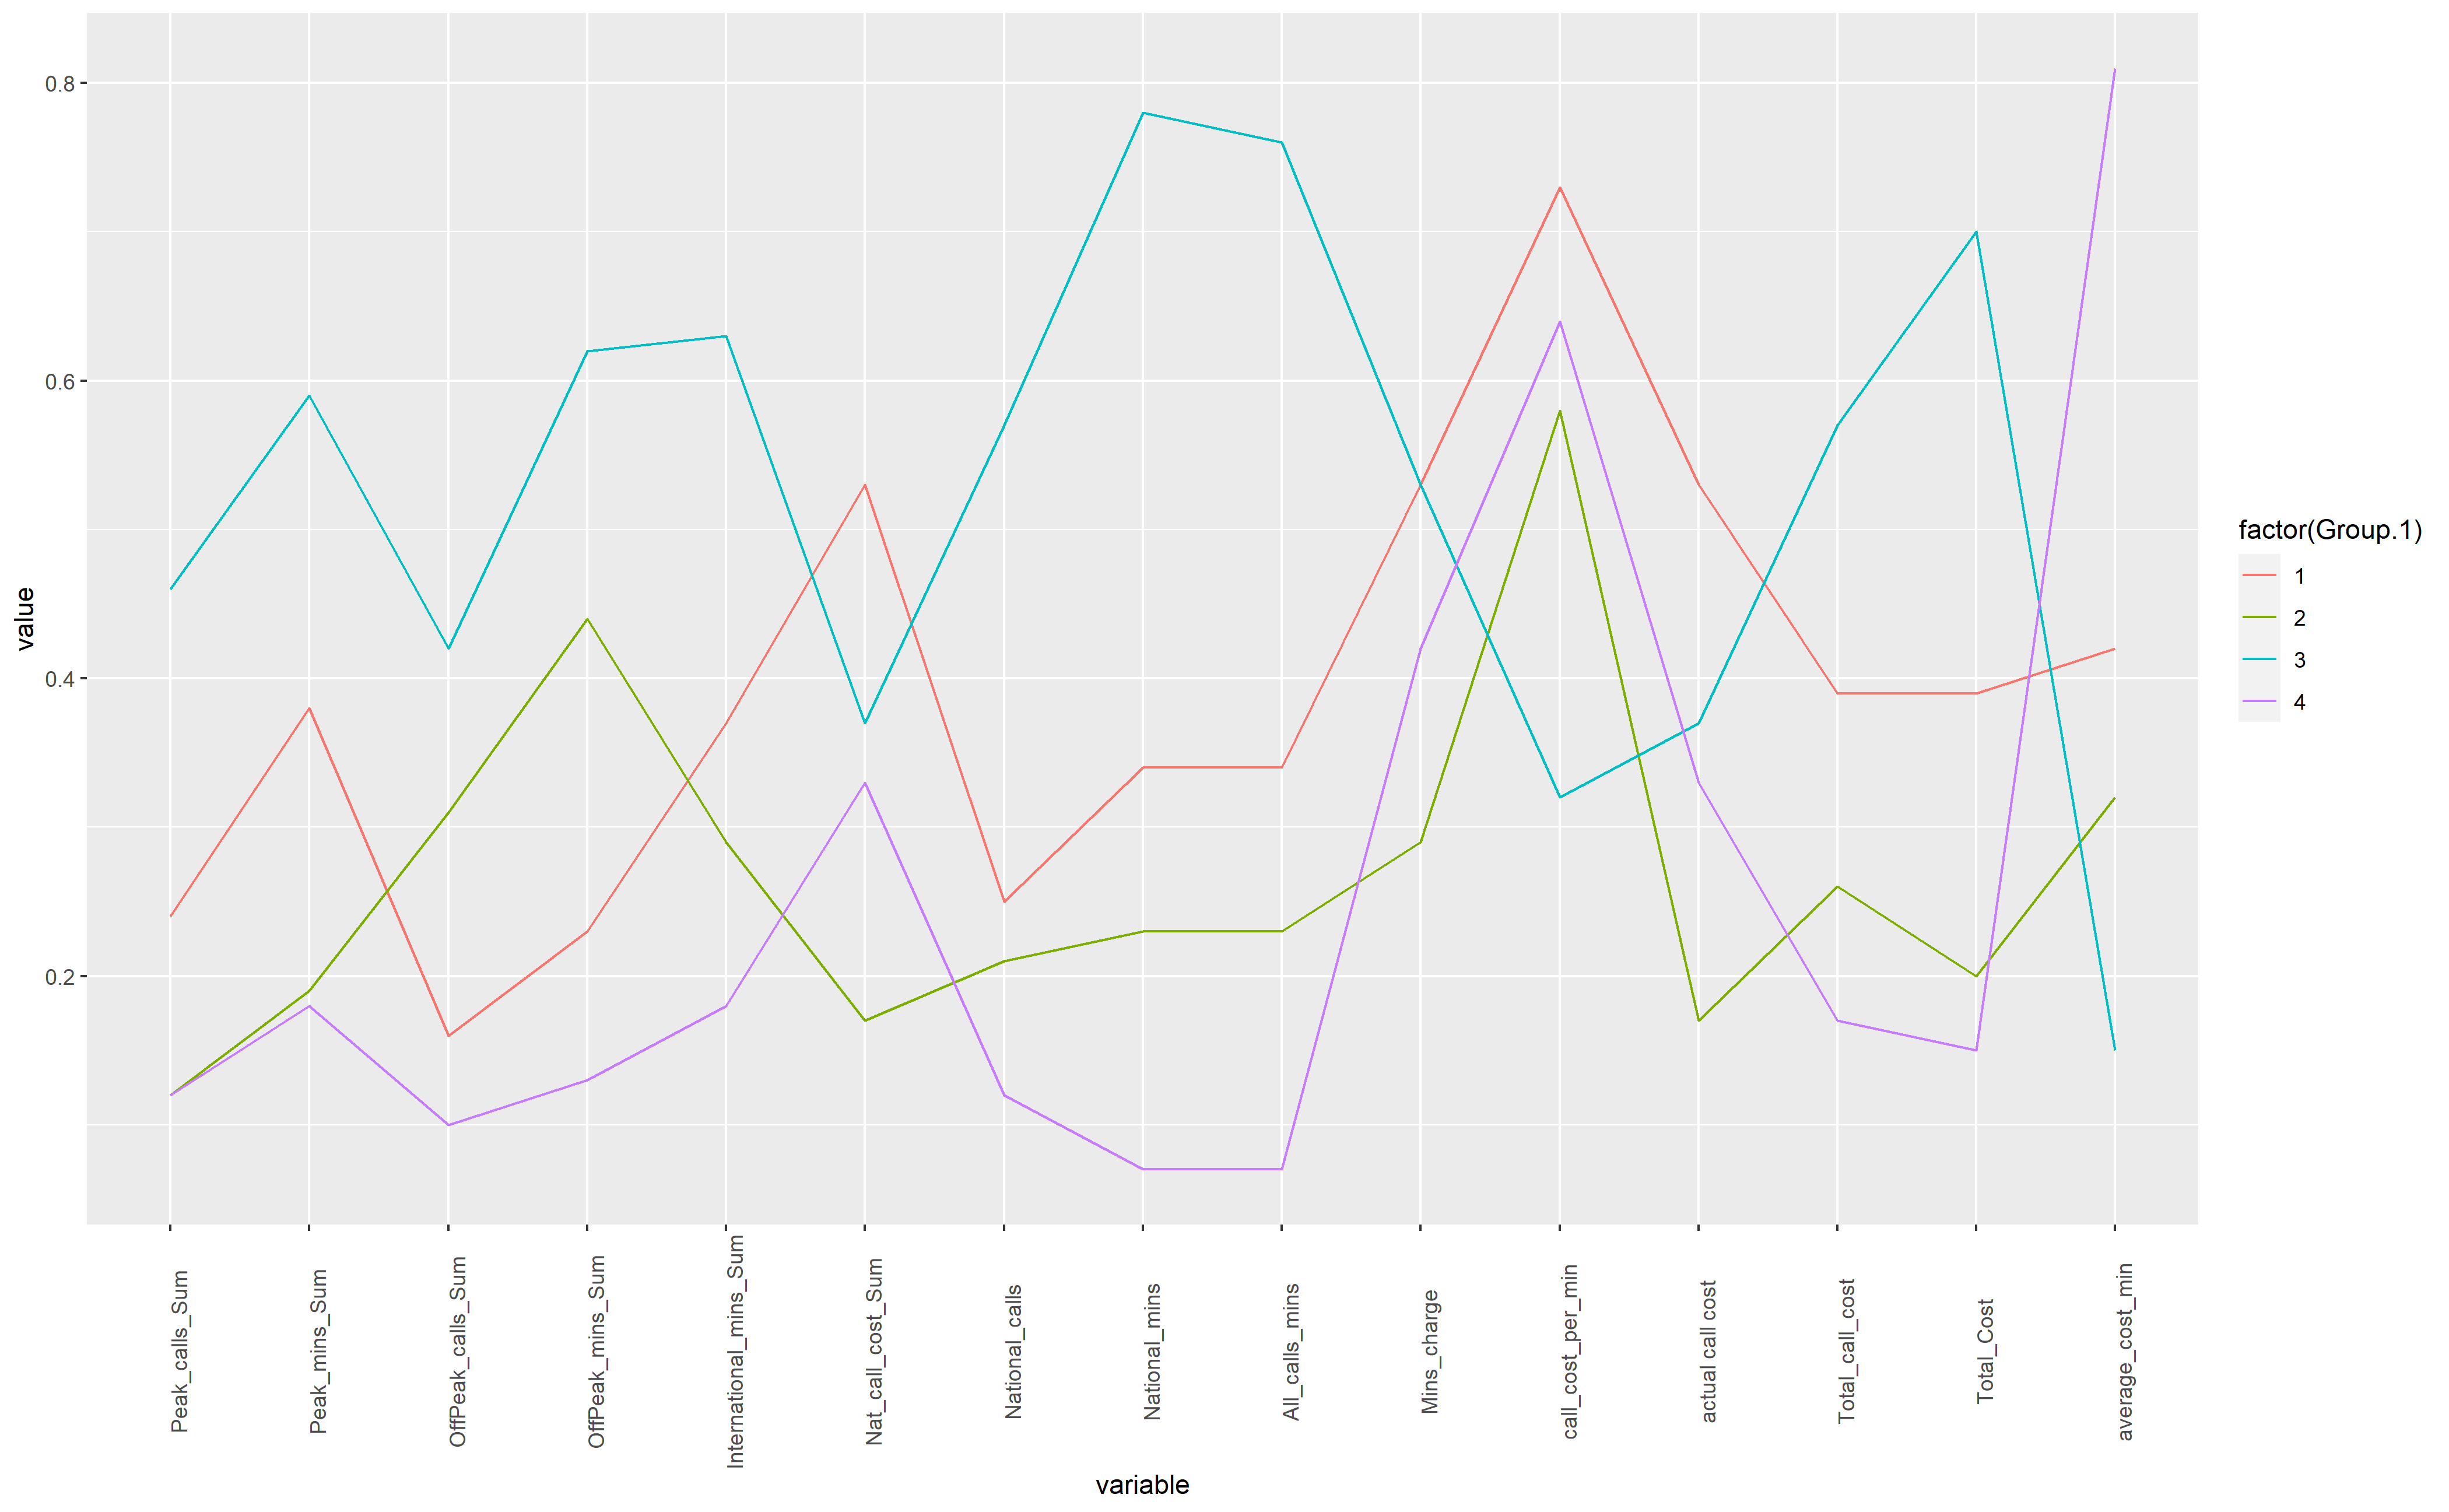 0.8
0.6
0.4
0.2
value
Peak_calls_Sum
Peak_mins_Sum
OffPeak_calls_Sum
OffPeak_mins_Sum
International_mins_Sum
Nat_call_cost_Sum
National_calls
National_mins
All_calls_mins
Mins_charge
call_cost_per_min
actual call cost
Total_call_cost
Total_Cost
average_cost_min
variable
factor(Group.1)
1
2
3
4